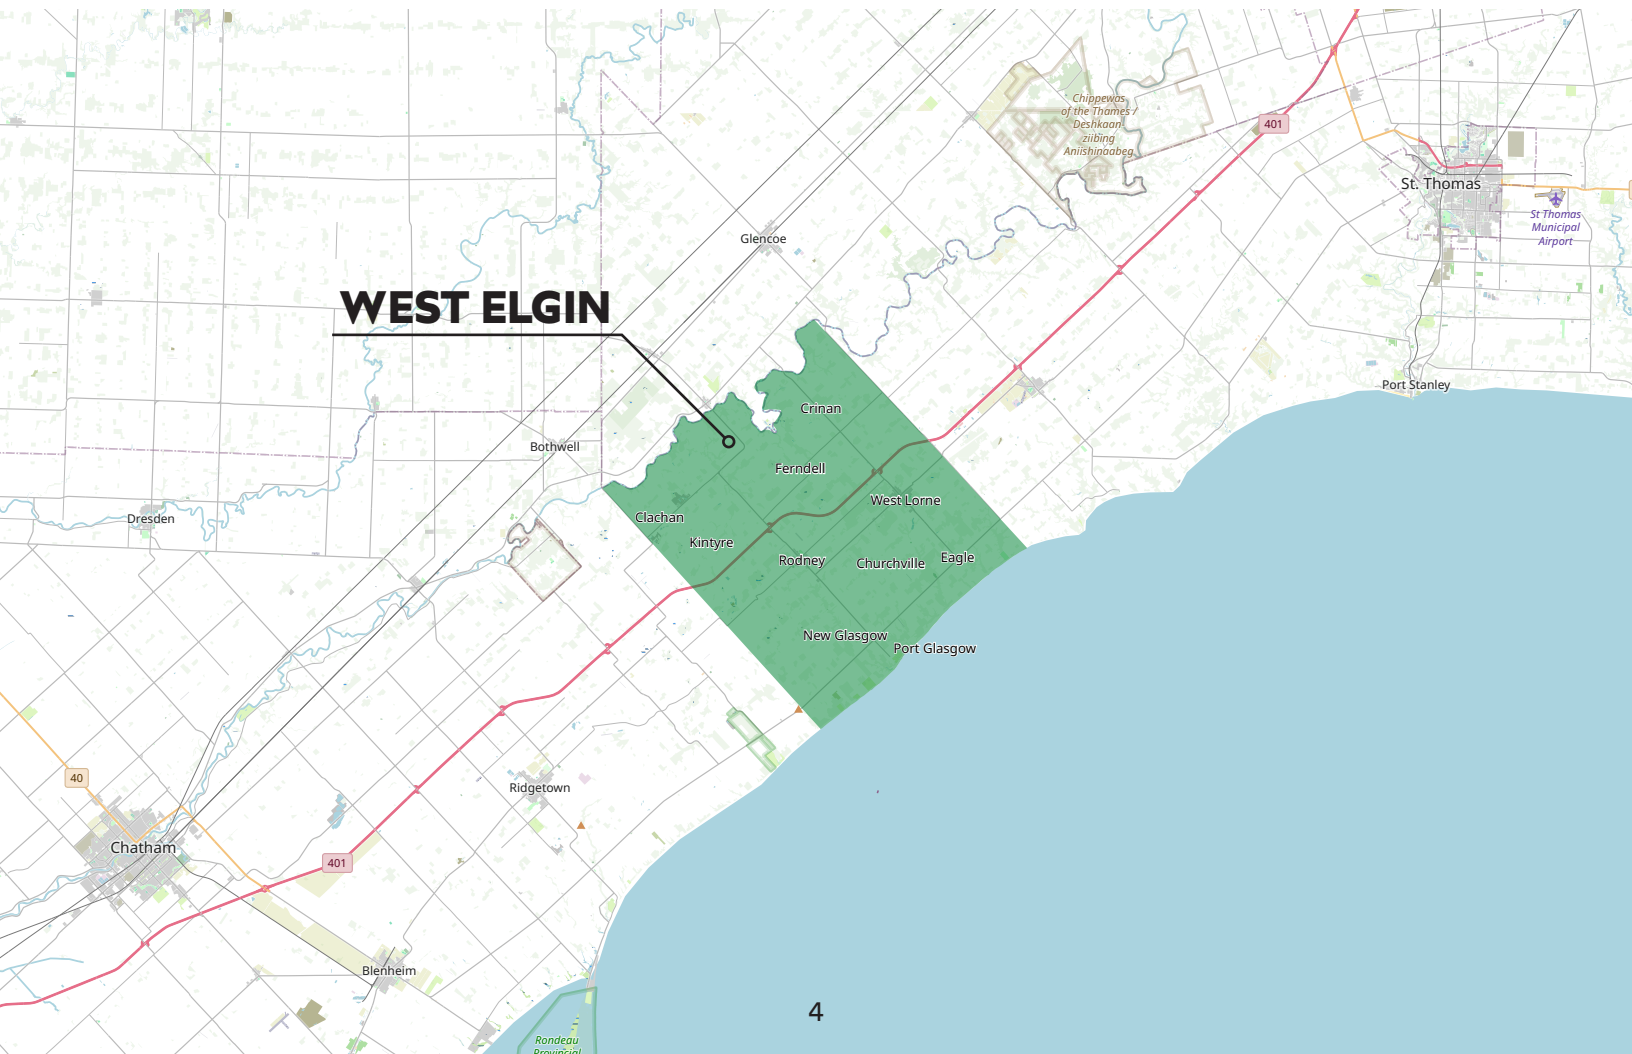 Chippewas
of the Thames /
Deshkaan-
ziibing
Aniishinaabeg
401
St. Thomas
St Thomas
Municipal
Airport
Glencoe
WEST ELGIN
Port Stanley
Crinan
Bothwell
Ferndell
West Lorne
Dresden
Clachan
Kintyre
Rodney
Churchville
Eagle
New Glasgow
Port Glasgow
40
Ridgetown
Chatham
401
Blenheim
4
Rondeau
Provincial